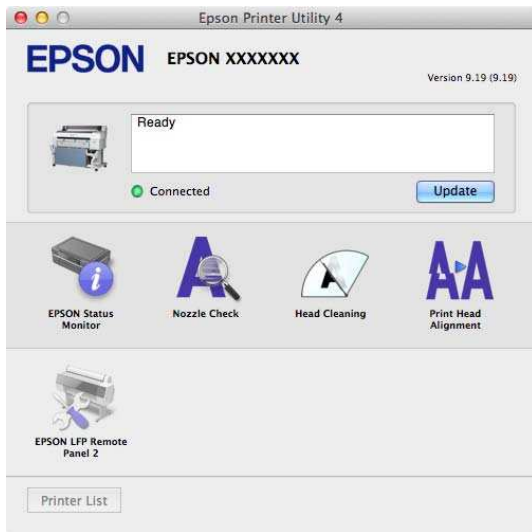 Epson Printer Utility 4
EPSON EPSON XXXXXXX
Version 9.19 (9.19)
Ready
Connected
Update
EPSON Status
Monitor
Nozzle Check
Head Cleaning
Print Head
Alignment
EPSON LFP Remote
Panel 2
Printer List